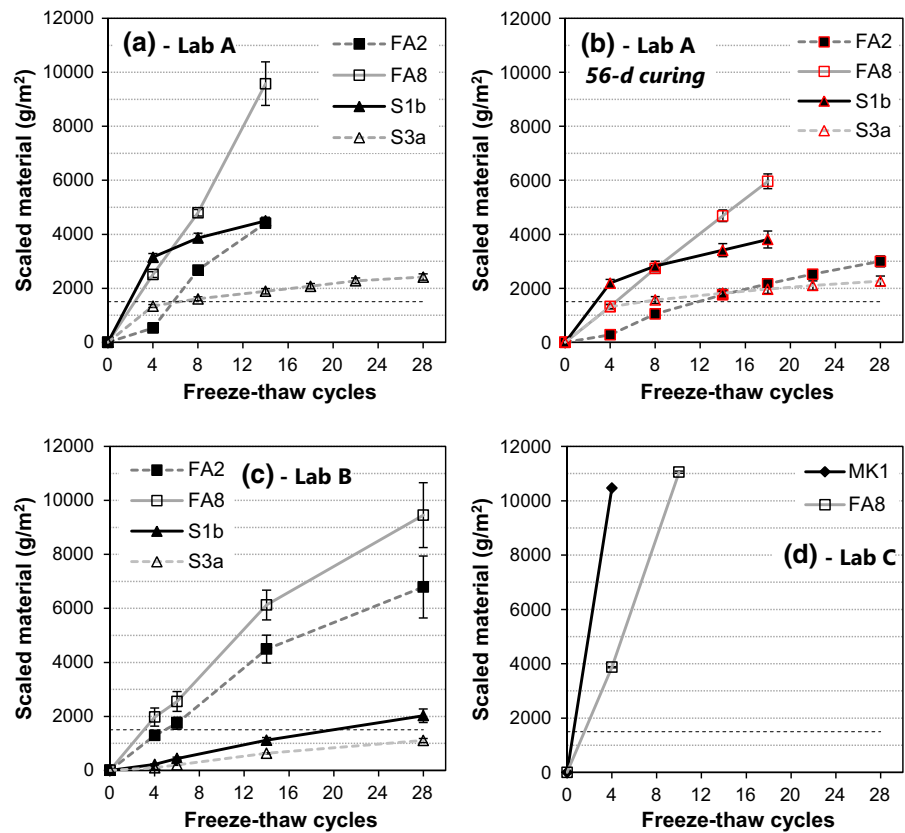 (a) - Lab A
FA2
FA8
S1b
S3a
12000
10000
8000
6000
4000
2000
0
Scaled material (g/m²)
0 4 8 12 16 20 24 28
Freeze-thaw cycles
(b) - Lab A
56-d curing
FA2
FA8
S1b
S3a
12000
10000
8000
6000
4000
2000
0
Scaled material (g/m²)
0 4 8 12 16 20 24 28
Freeze-thaw cycles
(c) - Lab B
FA2
FA8
S1b
S3a
12000
10000
8000
6000
4000
2000
0
Scaled material (g/m²)
0 4 8 12 16 20 24 28
Freeze-thaw cycles
MK1
FA8
(d) - Lab C
12000
10000
8000
6000
4000
2000
0
Scaled material (g/m²)
0 4 8 12 16 20 24 28
Freeze-thaw cycles